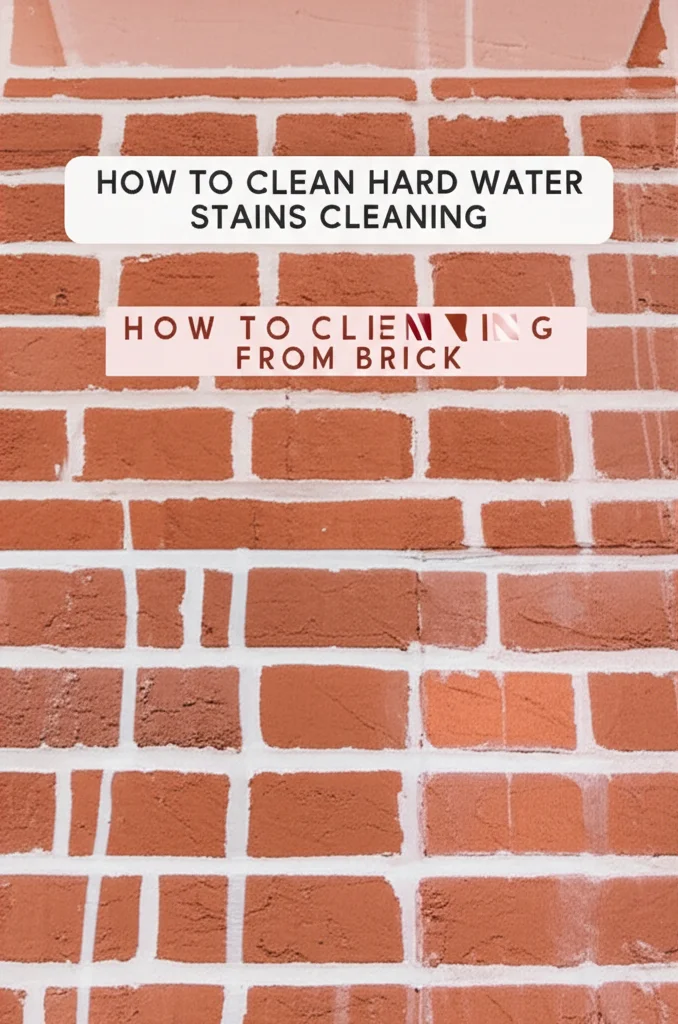 HOW TO CLEAN HARD WATER
STAINS CLEANING
HOW TO
FROM BRICK